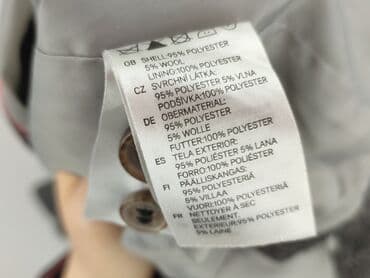 GB SHELL:95% POLYESTER
5% WOOL
LINING:100% POLYESTER
CZ SVRCHNÍ LÁTKA:
95% POLYESTER 5% VLNA
PODŠÍVKA:100% POLYESTER
DE OBERMATERIAL:
95% POLYESTER
5% WOLLE
FUTTER:100% POLYESTER
ES TELA EXTERIOR:
95% POLIÉSTER 5% LANA
FORRO:100% POLIÉSTER
FI PÄÄLLISKANGAS:
95% POLYESTERIÄ
5% VILLAA
VUORI:100% POLYESTERIÄ
FR NETTOYER À SEC
SEULEMENT.
EXTÉRIEUR:95% POLYESTER
5% LAINE